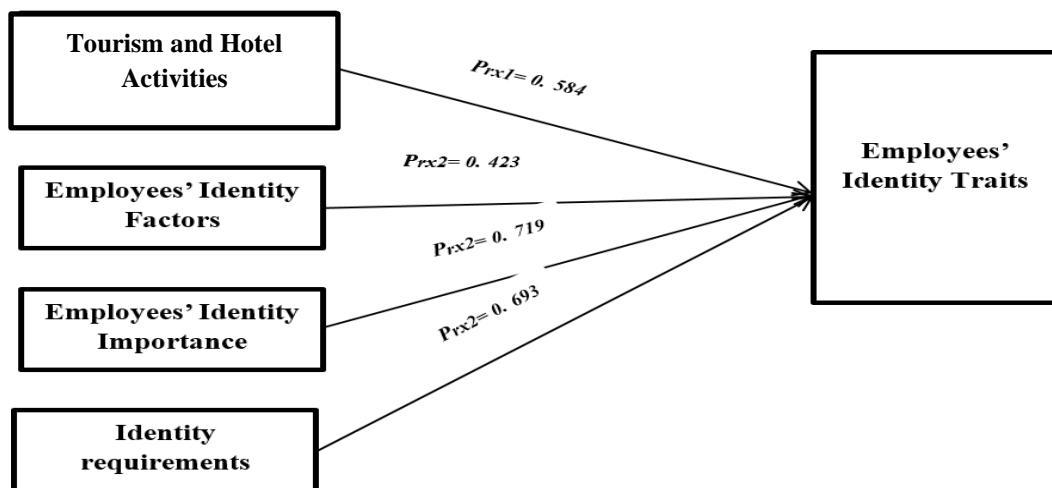 Tourism and Hotel
Activities
Prx1= 0. 584
Employees’ Identity
Traits
Prx2= 0. 423
Employees’ Identity
Factors
Prx2= 0. 719
Employees’ Identity
Importance
Prx2= 0. 693
Identity
requirements